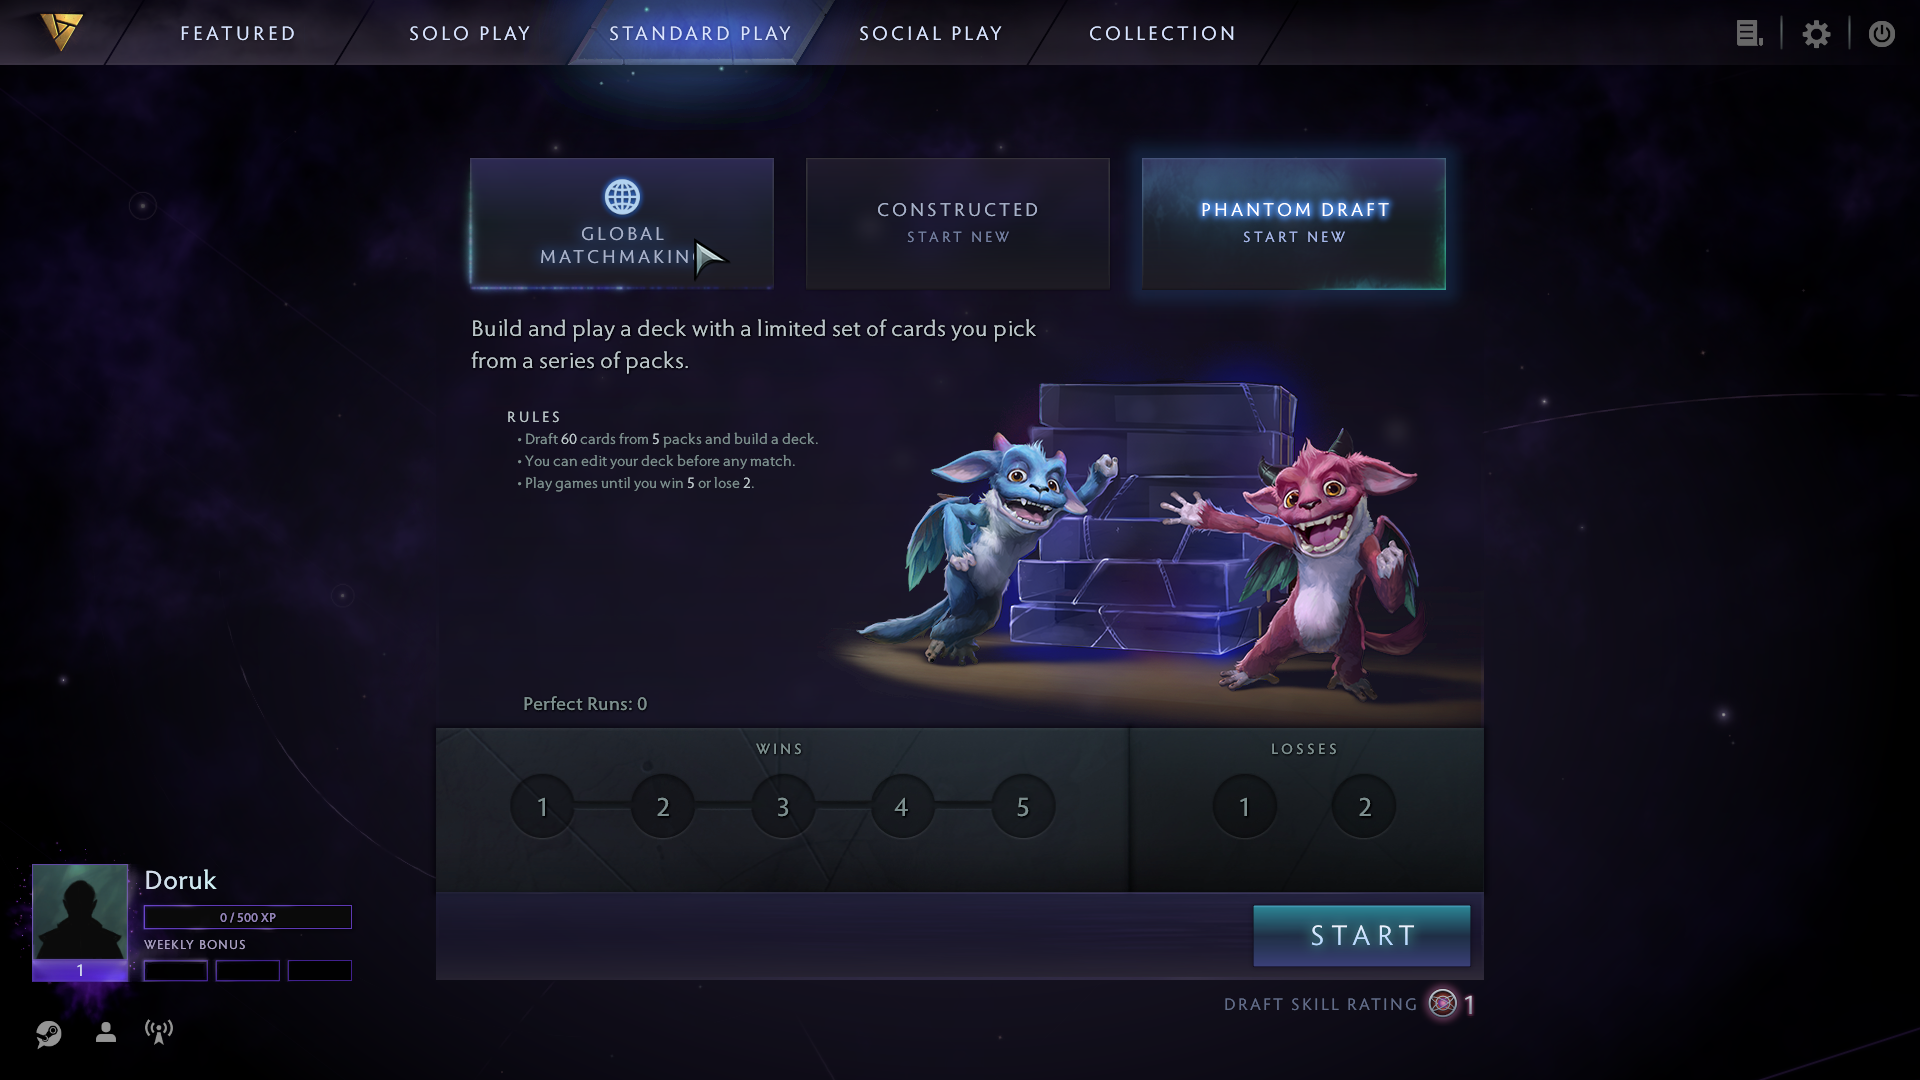 FEATURED
SOLO PLAY
STANDARD PLAY
SOCIAL PLAY
COLLECTION
GLOBAL
MATCHMAKIN
CONSTRUCTED
START NEW
PHANTOM DRAFT
START NEW
Build and play a deck with a limited set of cards you pick
from a series of packs.
RULES
• Draft 60 cards from 5 packs and build a deck.
• You can edit your deck before any match.
• Play games until you win 5 or lose 2.
Perfect Runs: 0
WINS
1 2 3 4 5
LOSSES
1 2
START
DRAFT SKILL RATING 1
Doruk
0 / 500 XP
WEEKLY BONUS
1